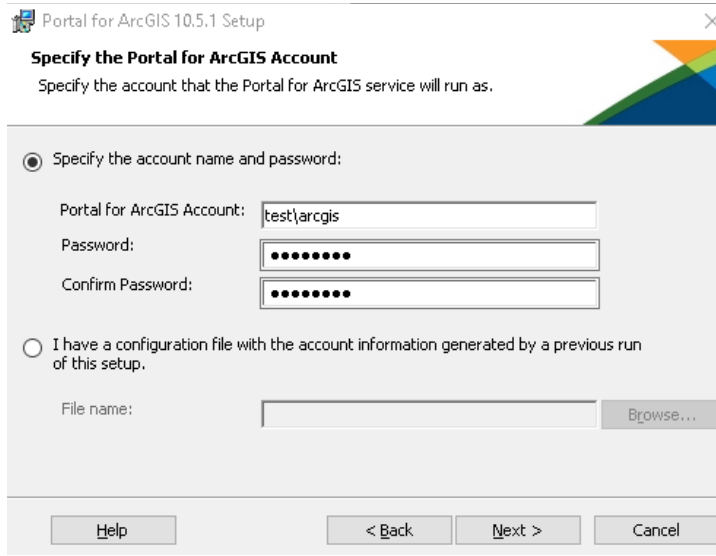 Portal for ArcGIS 10.5.1 Setup
Specify the Portal for ArcGIS Account
Specify the account that the Portal for ArcGIS service will run as.
Specify the account name and password:
Portal for ArcGIS Account: test\arcgis
Password: ●●●●●●●●
Confirm Password: ●●●●●●●●
I have a configuration file with the account information generated by a previous run
of this setup.
File name: Browse...
Help < Back Next > Cancel